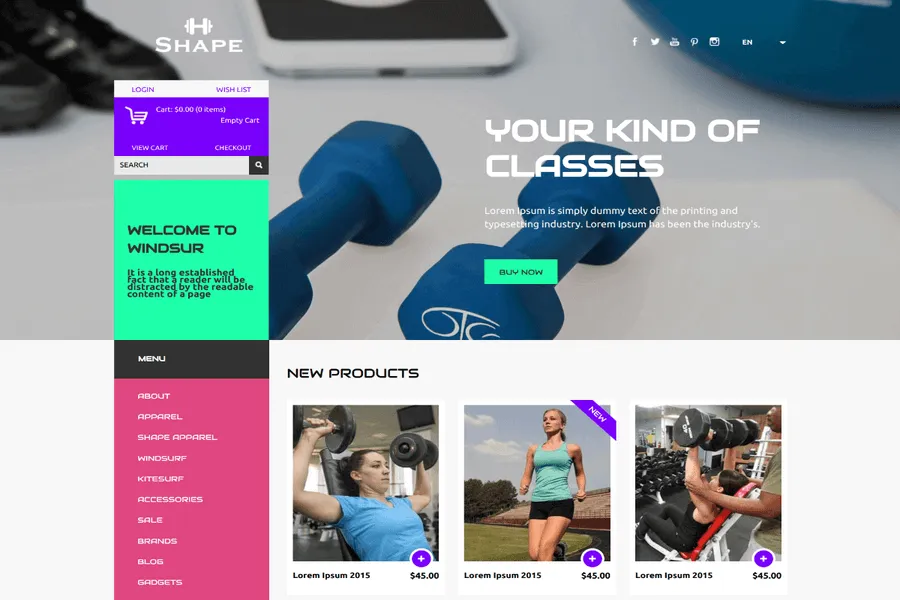 SHAPE
EN
LOGIN
WISH LIST
Cart: $0.00 (0 items)
Empty Cart
VIEW CART
CHECKOUT
SEARCH
YOUR KIND OF
CLASSES
Lorem Ipsum is simply dummy text of the printing and
typesetting industry. Lorem Ipsum has been the industry's.
BUY NOW
WELCOME TO
WINDSUR
It is a long established
fact that a reader will be
distracted by the readable
content of a page
MENU
ABOUT
APPAREL
SHAPE APPAREL
WINDSURF
KITESURF
ACCESSORIES
SALE
BRANDS
BLOG
GADGETS
NEW PRODUCTS
NEW
Lorem Ipsum 2015
$45.00
Lorem Ipsum 2015
$45.00
Lorem Ipsum 2015
$45.00